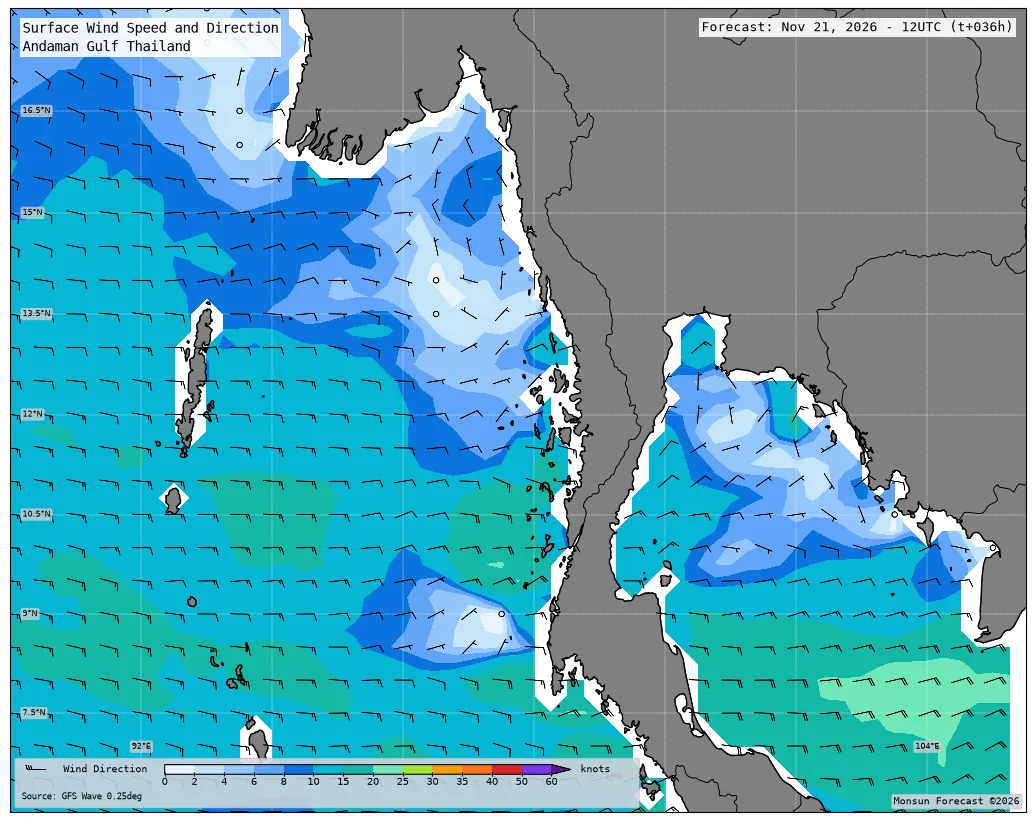 Surface Wind Speed and Direction
Andaman Gulf Thailand
Forecast: Nov 21, 2026 - 12UTC (t+036h)
16.5°N
15°N
13.5°N
12°N
10.5°N
9°N
7.5°N
92°E
104°E
Wind Direction
0 2 4 6 8 10 15 20 25 30 35 40 50 60 knots
Source: GFS Wave 0.25deg
Monsun Forecast ©2026